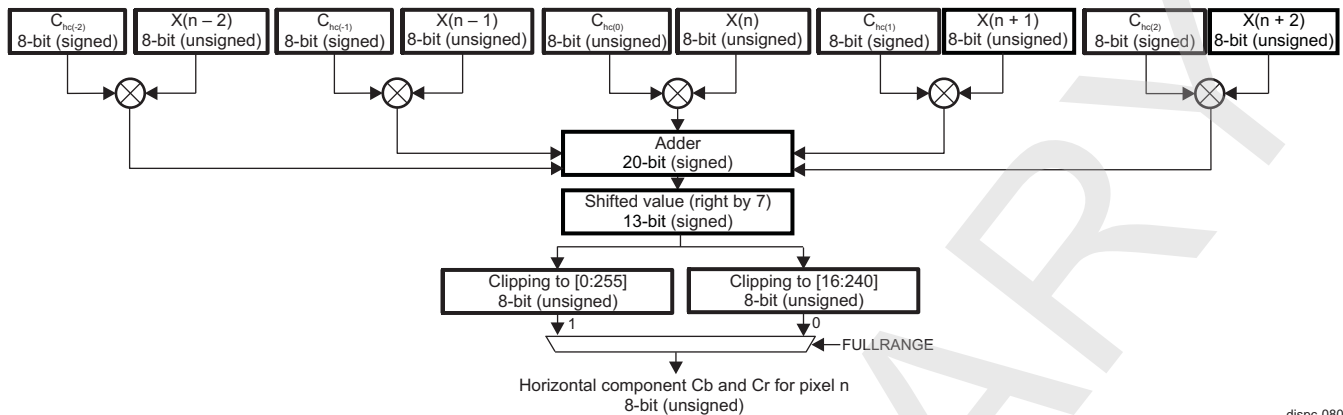 C_hc(-2)
8-bit (signed)
X(n – 2)
8-bit (unsigned)
C_hc(-1)
8-bit (signed)
X(n – 1)
8-bit (unsigned)
C_hc(0)
8-bit (unsigned)
X(n)
8-bit (unsigned)
C_hc(1)
8-bit (signed)
X(n + 1)
8-bit (unsigned)
C_hc(2)
8-bit (signed)
X(n + 2)
8-bit (unsigned)
Adder
20-bit (signed)
Shifted value (right by 7)
13-bit (signed)
Clipping to [0:255]
8-bit (unsigned)
Clipping to [16:240]
8-bit (unsigned)
1
0
FULLRANGE
Horizontal component Cb and Cr for pixel n
8-bit (unsigned)
ARY